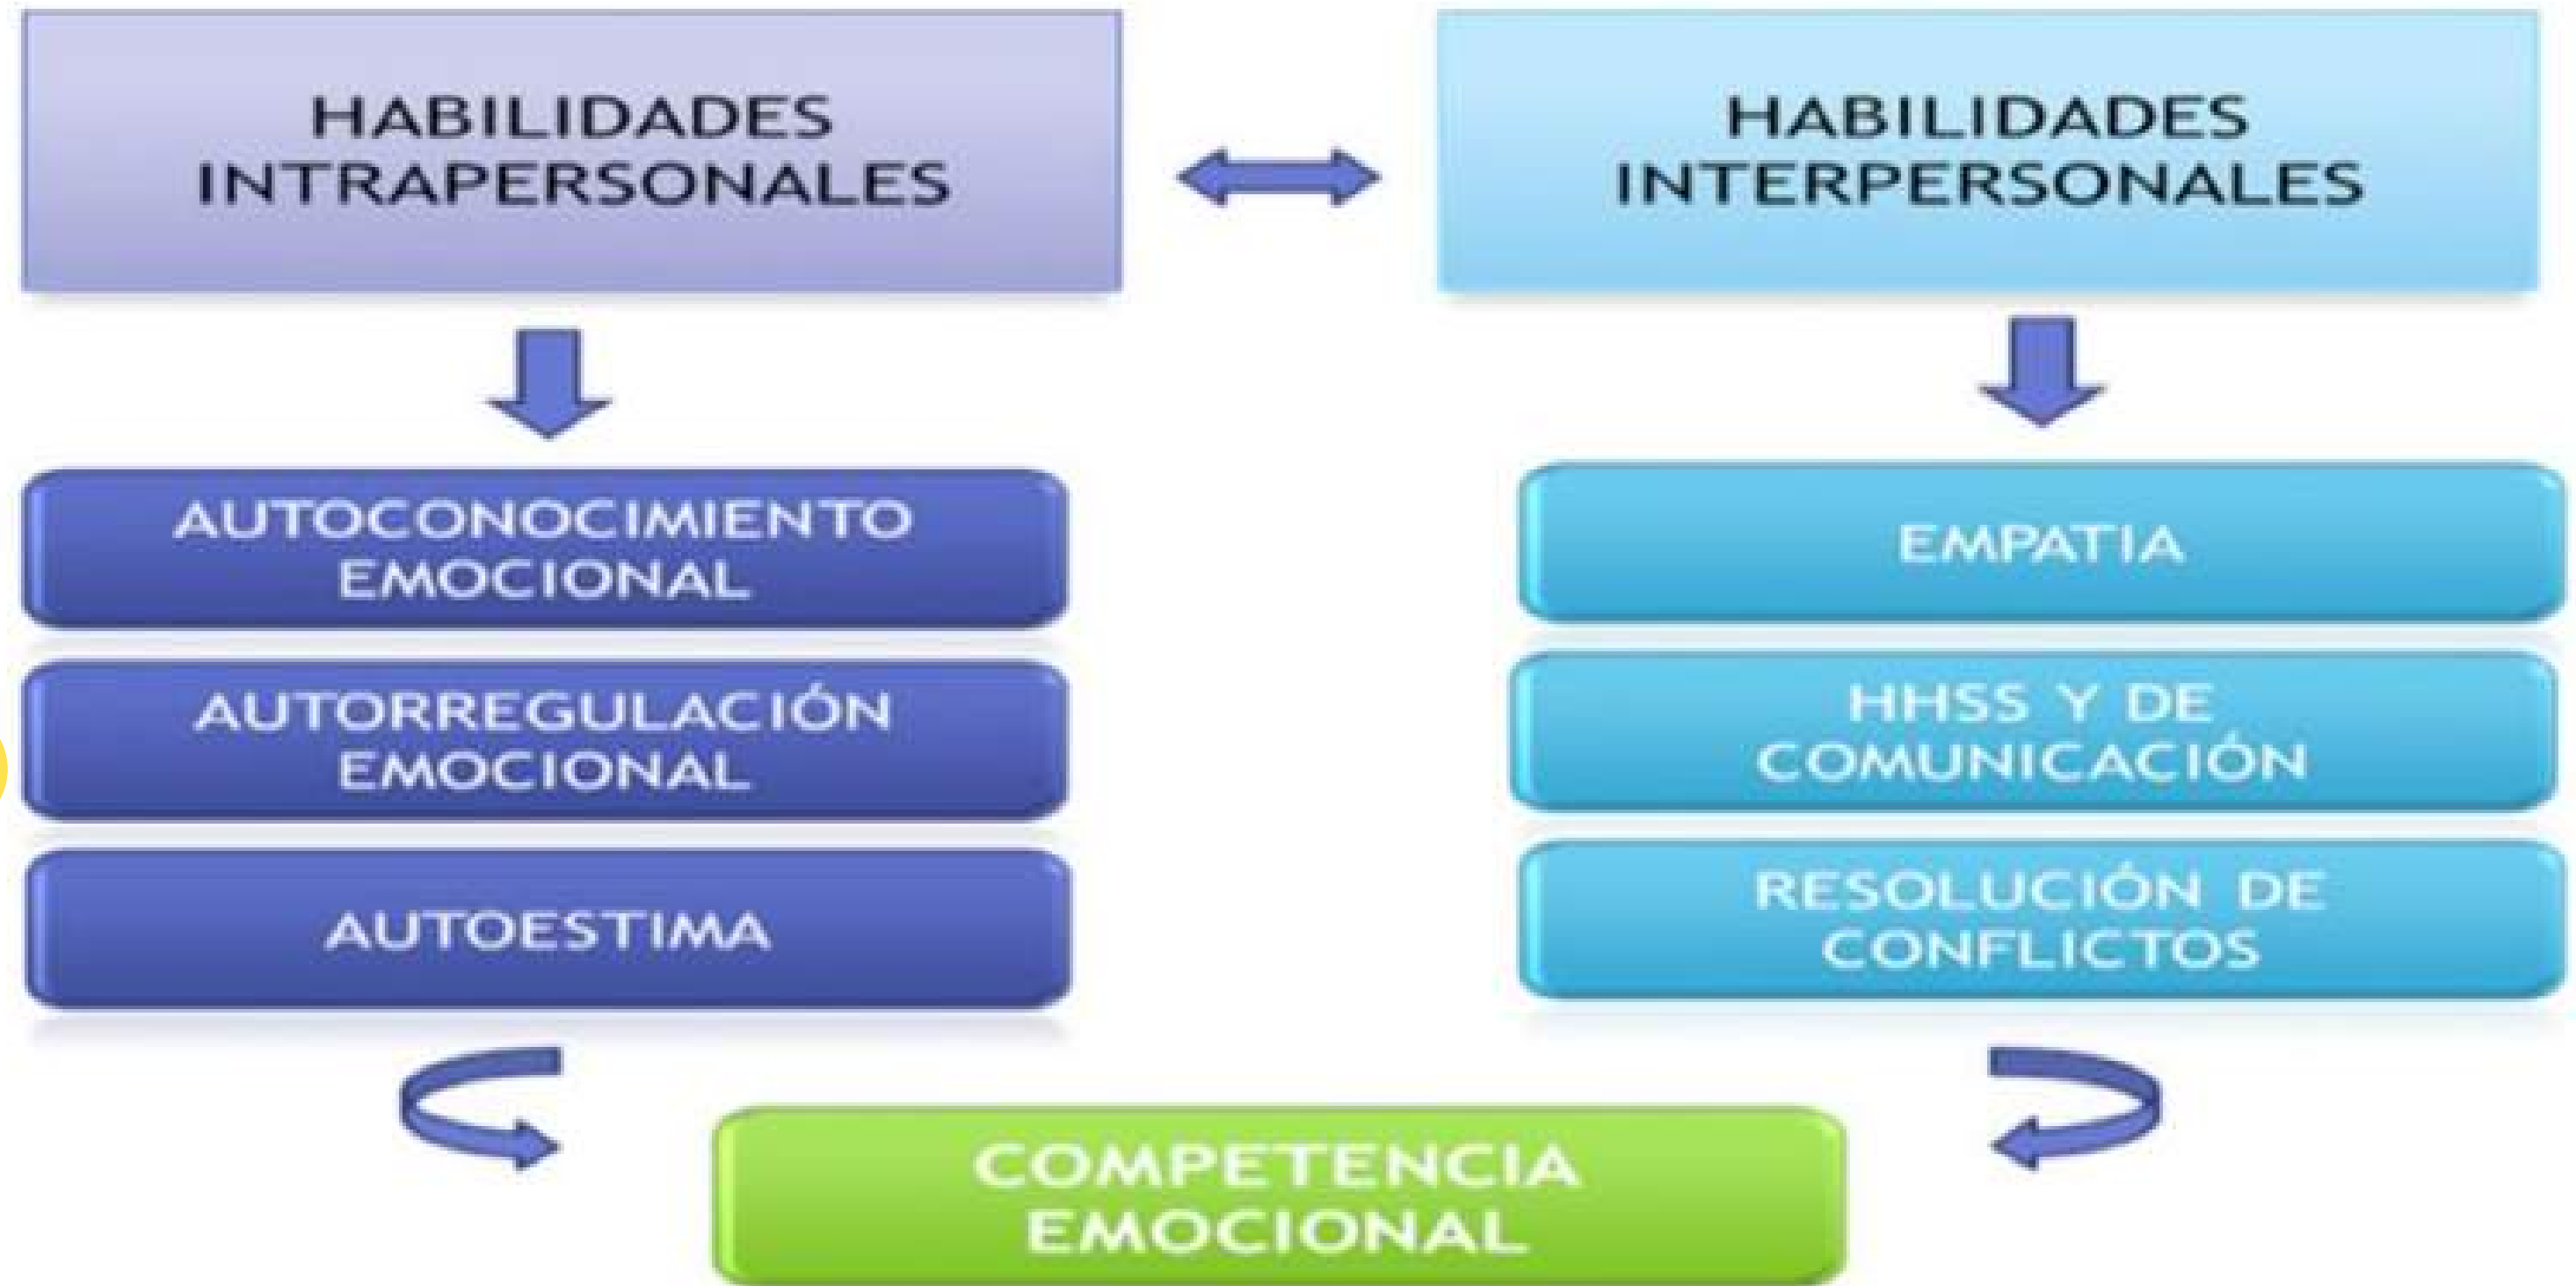 HABILIDADES
INTRAPERSONALES
HABILIDADES
INTERPERSONALES
AUTOCONOCIMIENTO
EMOCIONAL
AUTORREGULACIÓN
EMOCIONAL
AUTOESTIMA
EMPATIA
HHSS Y DE
COMUNICACIÓN
RESOLUCIÓN DE
CONFLICTOS
COMPETENCIA
EMOCIONAL